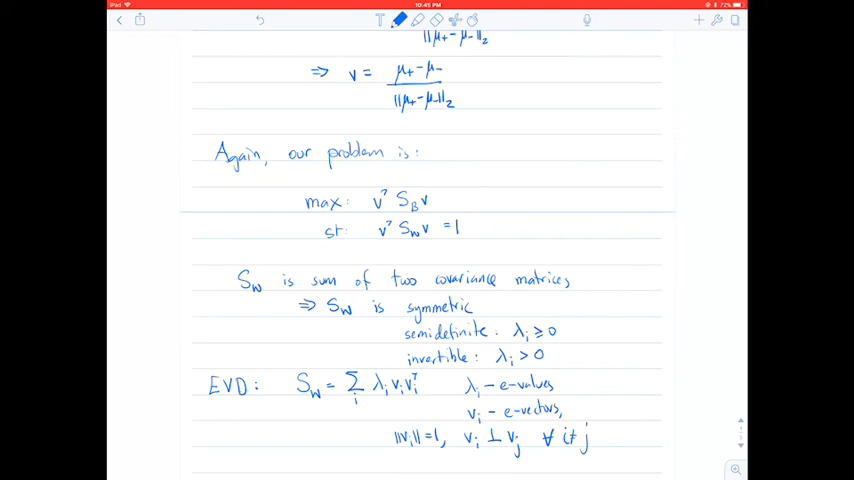 iPad
10:45 PM
72%
T
||μ₊-μ₋||₂
⇒ v = μ₊-μ₋
||μ₊-μ₋||₂
Again, our problem is:
max: vᵀ S_B v
st: vᵀ S_W v = 1
S_W is sum of two covariance matrices,
⇒ S_W is symmetric
semidefinite: λᵢ ≥ 0
invertible: λᵢ > 0
EVD: S_W = Σᵢ λᵢ vᵢ vᵢᵀ λᵢ - e-values
vᵢ - e-vectors,
||vᵢ|| = 1, vᵢ ⊥ vⱼ ∀ i≠j